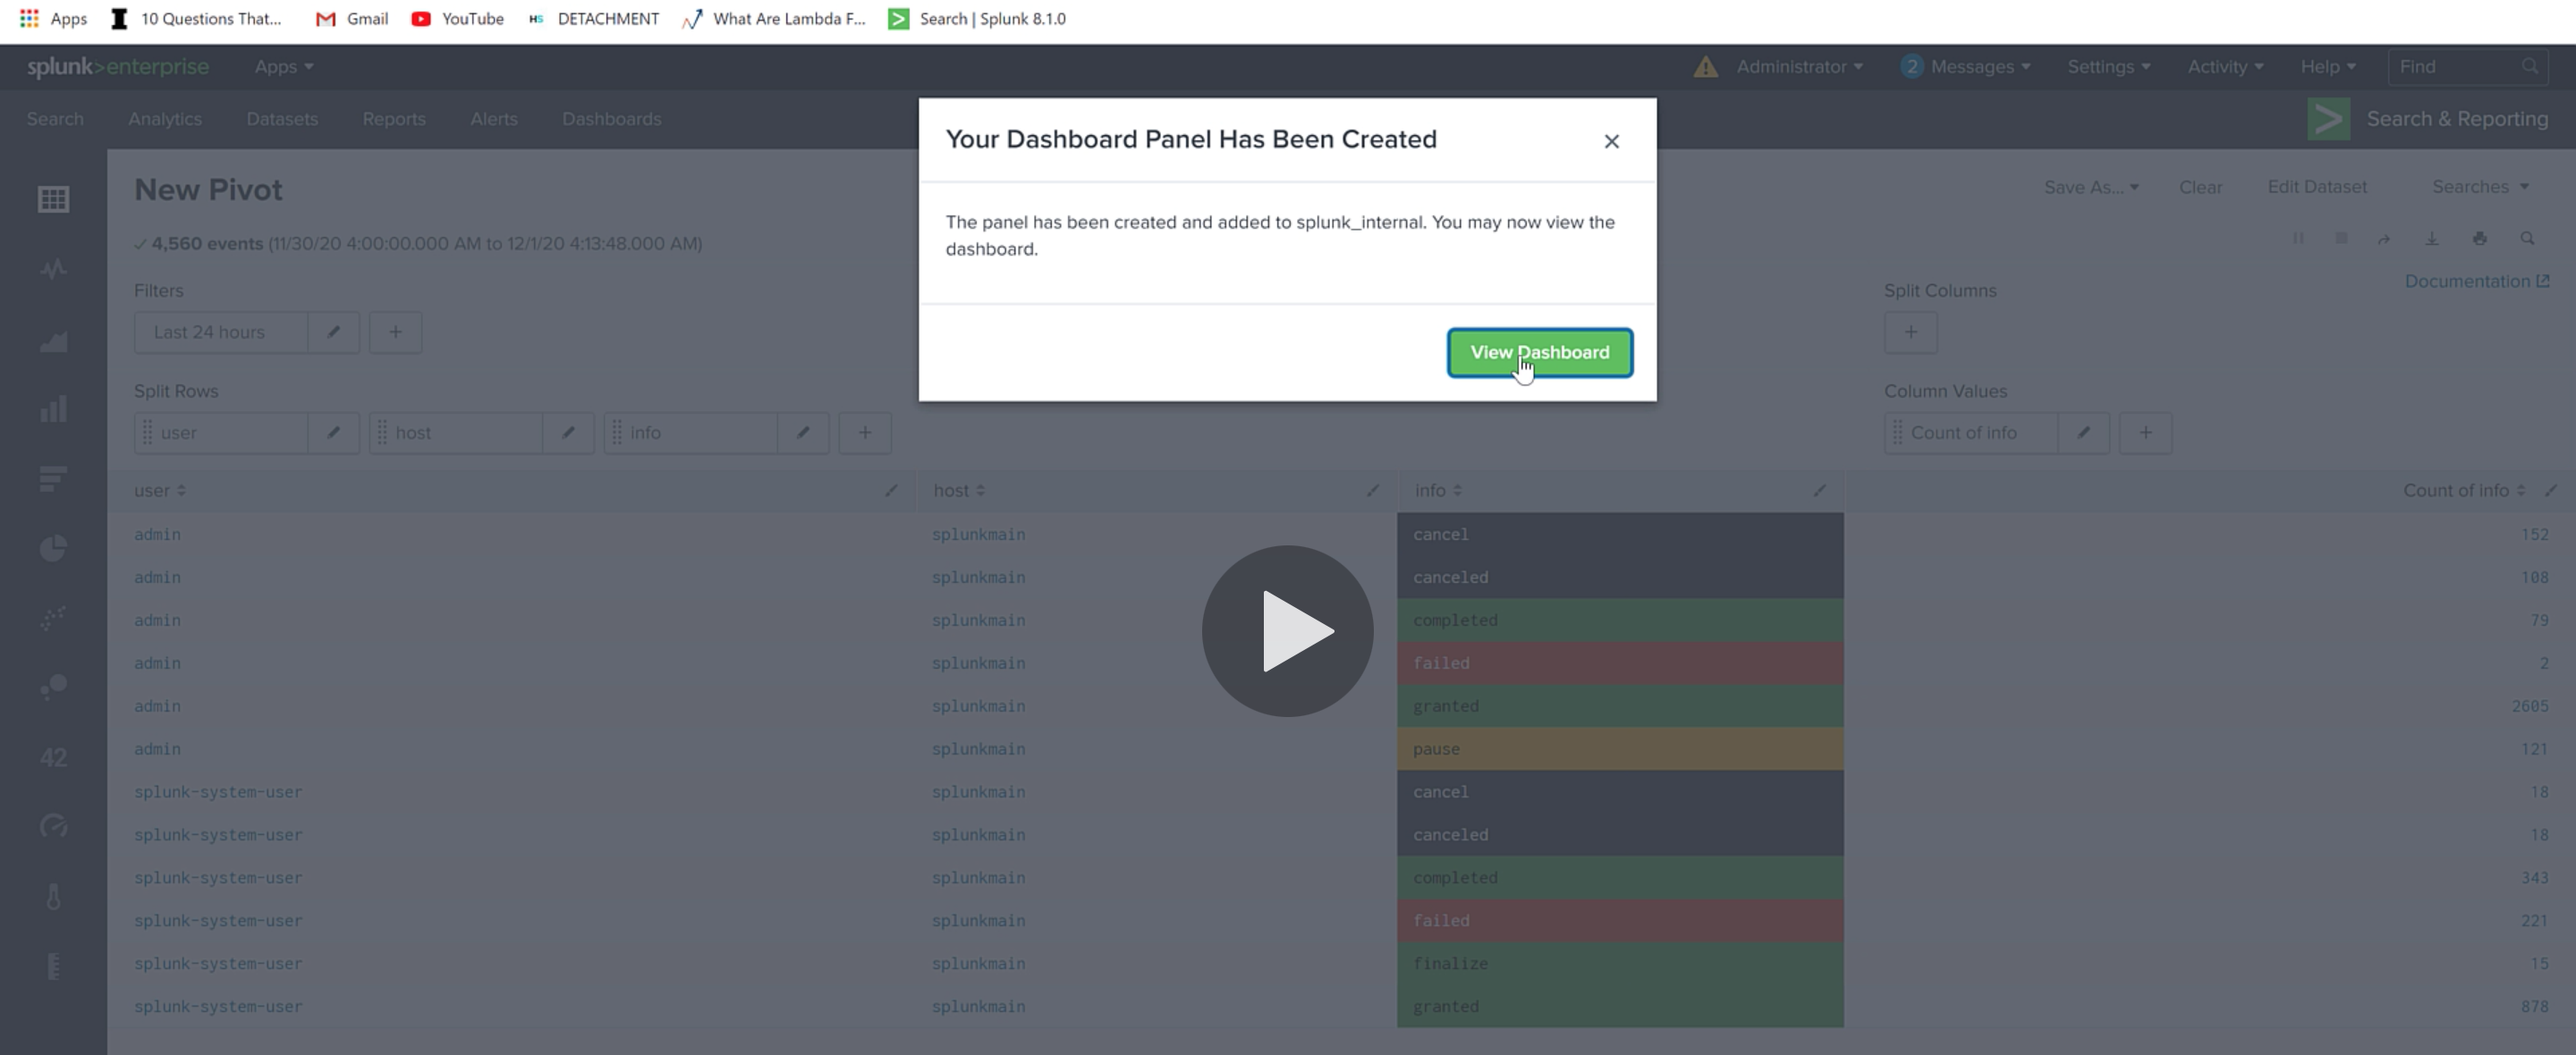 Apps 10 Questions That... Gmail YouTube HS DETACHMENT What Are Lambda F... Search | Splunk 8.1.0
splunk>enterprise Apps Administrator 2 Messages Settings Activity Help Find
Search Analytics Datasets Reports Alerts Dashboards Search & Reporting
Your Dashboard Panel Has Been Created
The panel has been created and added to splunk_internal. You may now view the
dashboard.
View Dashboard
New Pivot Save As... Clear Edit Dataset Searches
4,560 events (11/30/20 4:00:00.000 AM to 12/1/20 4:13:48.000 AM)
Documentation
Filters Split Columns
Last 24 hours + +
Split Rows Column Values
user host info + Count of info +
user host info Count of info
admin splunkmain cancel 152
admin splunkmain canceled 108
admin splunkmain completed 79
admin splunkmain failed 2
admin splunkmain granted 2605
admin splunkmain pause 121
splunk-system-user splunkmain cancel 18
splunk-system-user splunkmain canceled 18
splunk-system-user splunkmain completed 343
splunk-system-user splunkmain failed 221
splunk-system-user splunkmain finalize 15
splunk-system-user splunkmain granted 878
42